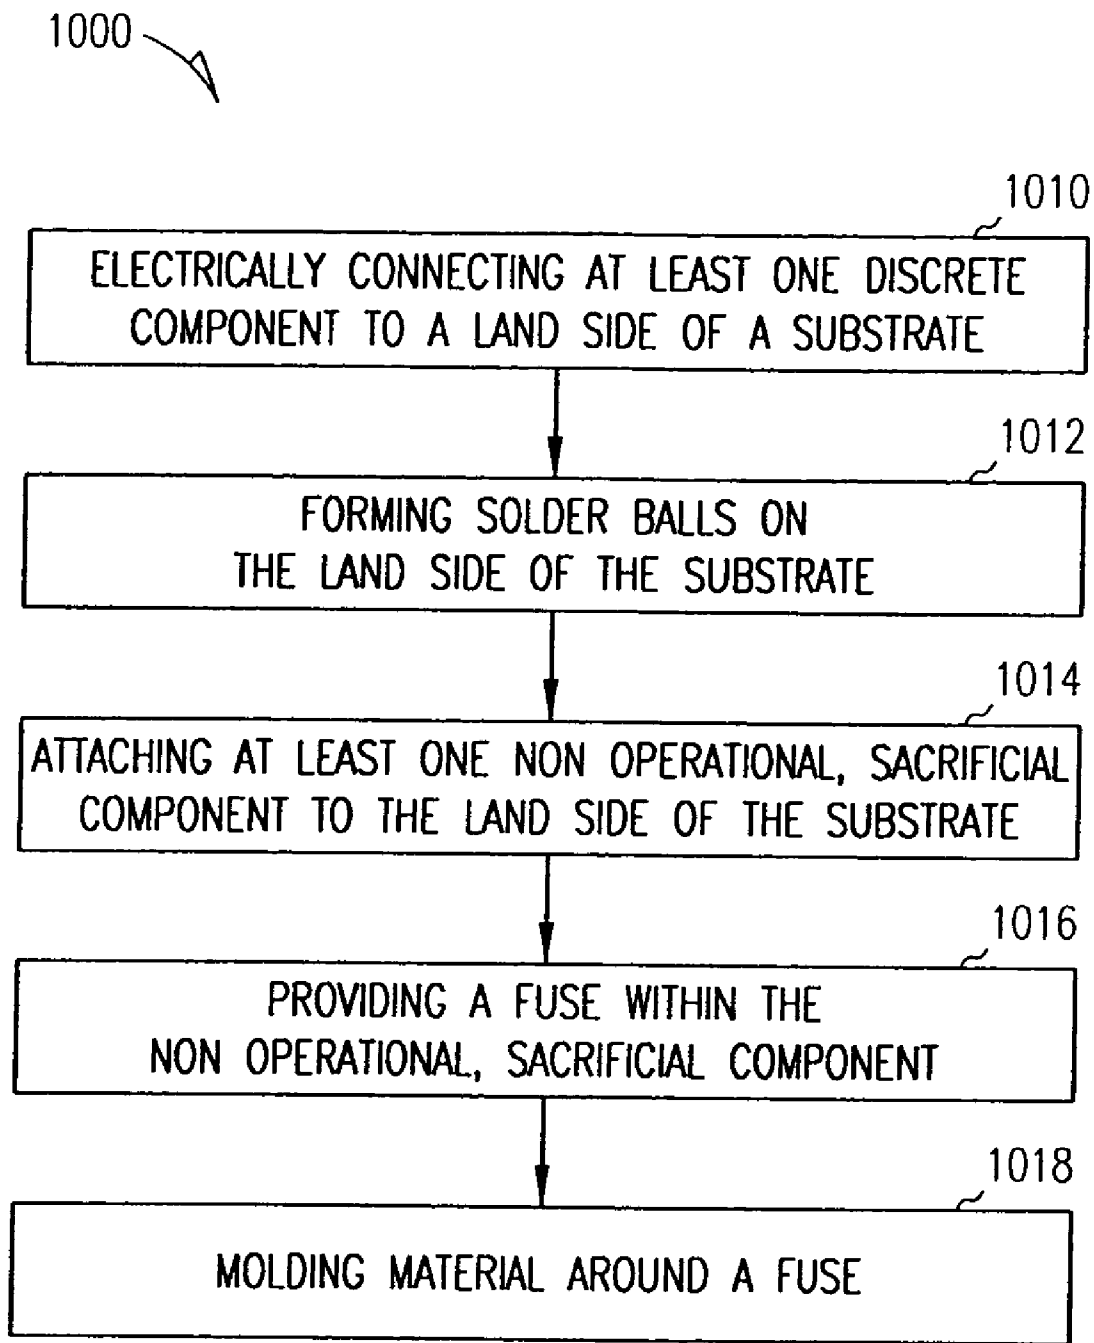 1000
1010
ELECTRICALLY CONNECTING AT LEAST ONE DISCRETE
COMPONENT TO A LAND SIDE OF A SUBSTRATE
1012
FORMING SOLDER BALLS ON
THE LAND SIDE OF THE SUBSTRATE
1014
ATTACHING AT LEAST ONE NON OPERATIONAL, SACRIFICIAL
COMPONENT TO THE LAND SIDE OF THE SUBSTRATE
1016
PROVIDING A FUSE WITHIN THE
NON OPERATIONAL, SACRIFICIAL COMPONENT
1018
MOLDING MATERIAL AROUND A FUSE